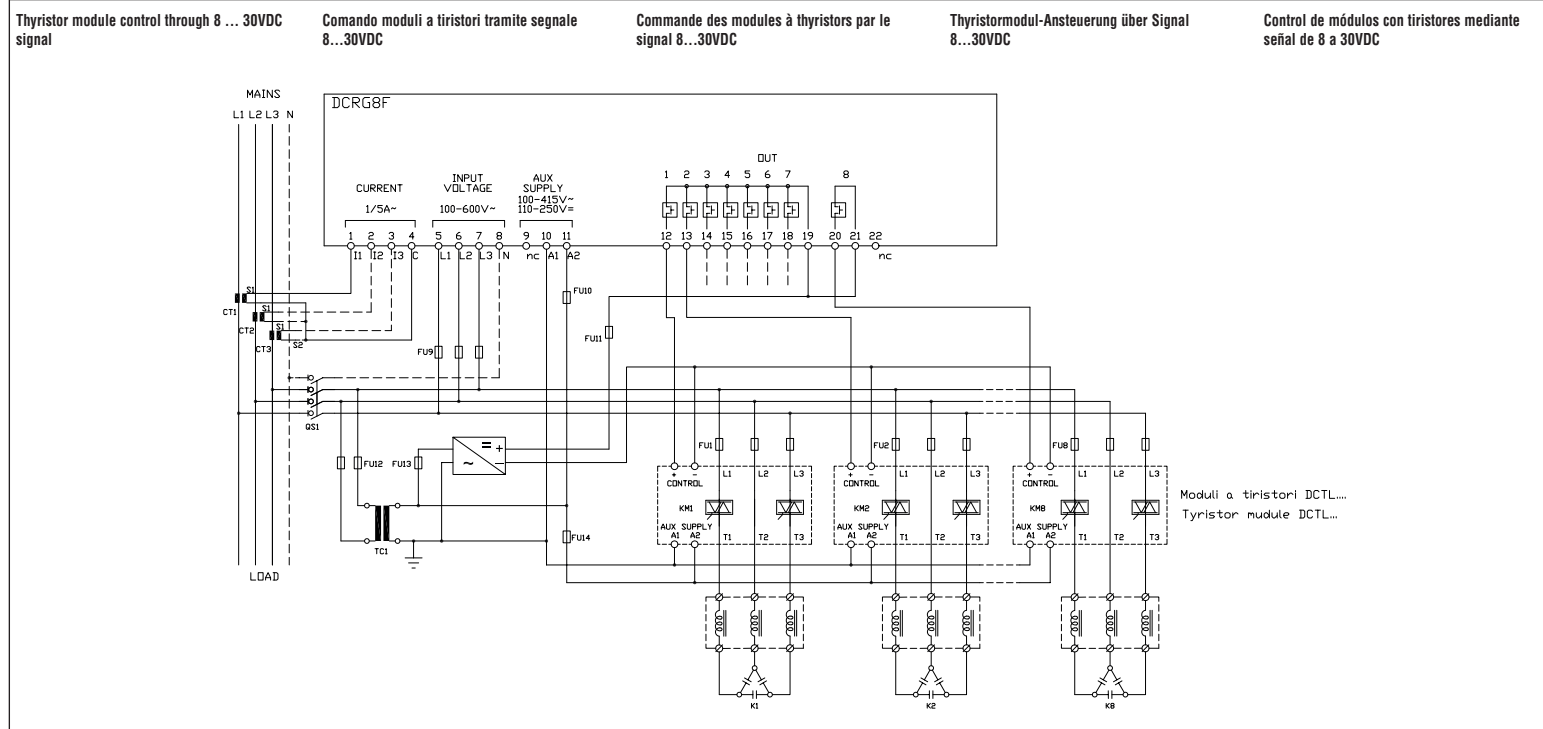 Thyristor module control through 8 … 30VDC
signal
Comando moduli a tiristori tramite segnale
8…30VDC
Commande des modules à thyristors par le
signal 8…30VDC
Thyristormodul-Ansteuerung über Signal
8…30VDC
Control de módulos con tiristores mediante
señal de 8 a 30VDC
MAINS
L1 L2 L3 N
DCRG8F
OUT
1 2 3 4 5 6 7 8
CURRENT
1/5A~
INPUT
VOLTAGE
100-600V~
AUX
SUPPLY
100-415V~
110-250V=
1 2 3 4 5 6 7 8 9 10 11 12 13 14 15 16 17 18 19 20 21 22
I1 I2 I3 C L1 L2 L3 N nc A1 A2 nc
S1
CT1
S1
CT2
S1
CT3
S2
FU10
FU11
FU9
QS1
= +
~ −
FU12 FU13
FU14
TC1
LOAD
FU1
+ − L1 L2 L3
CONTROL
KM1
AUX SUPPLY
A1 A2 T1 T2 T3
FU2
+ − L1 L2 L3
CONTROL
KM2
AUX SUPPLY
A1 A2 T1 T2 T3
FU8
+ − L1 L2 L3
CONTROL
KM8
AUX SUPPLY
A1 A2 T1 T2 T3
Moduli a tiristori DCTL....
Tyristor mudule DCTL...
K1
K2
K8